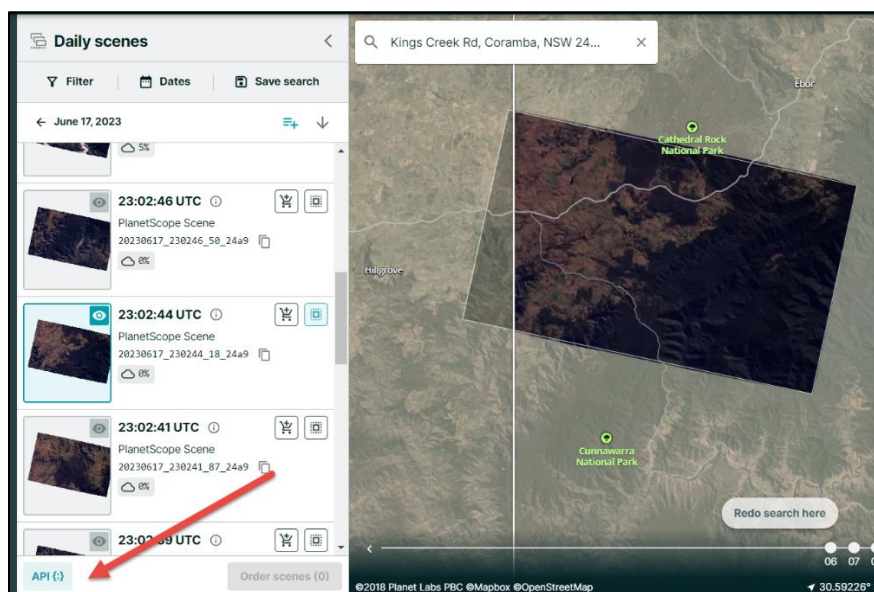 Daily scenes
Filter
Dates
Save search
June 17, 2023
5%
23:02:46 UTC
PlanetScope Scene
20230617_230246_50_24a9
0%
23:02:44 UTC
PlanetScope Scene
20230617_230244_18_24a9
0%
23:02:41 UTC
PlanetScope Scene
20230617_230241_87_24a9
0%
UTC
API {:}
Order scenes (0)
Kings Creek Rd, Coramba, NSW 24...
Ebor
Cathedral Rock
National Park
Hillgrove
Cunnawarra
National Park
Redo search here
06 07
©2018 Planet Labs PBC ©Mapbox ©OpenStreetMap
30.59226°